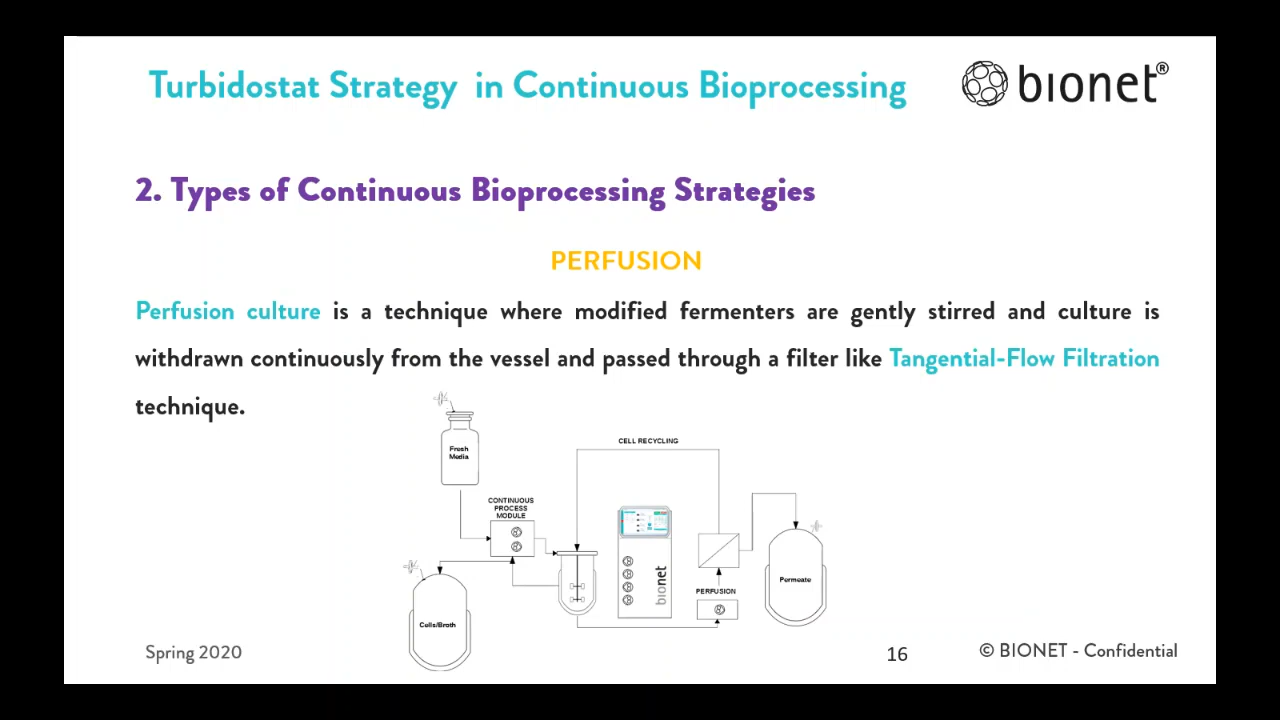 Turbidostat Strategy in Continuous Bioprocessing
bionet®
2. Types of Continuous Bioprocessing Strategies
PERFUSION
Perfusion culture is a technique where modified fermenters are gently stirred and culture is
withdrawn continuously from the vessel and passed through a filter like Tangential-Flow Filtration
technique.
Fresh
Media
CELL RECYCLING
CONTINUOUS
PROCESS
MODULE
bionet
PERFUSION
Permeate
Cells/Broth
Spring 2020
16
© BIONET - Confidential